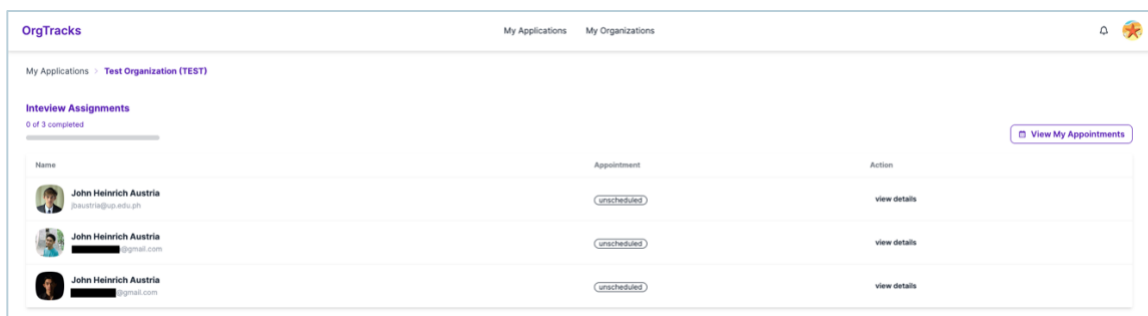 OrgTracks
My Applications My Organizations
My Applications > Test Organization (TEST)
Inteview Assignments
0 of 3 completed
View My Appointments
Name Appointment Action
John Heinrich Austria
jbaustria@up.edu.ph
unscheduled
view details
John Heinrich Austria
@gmail.com
unscheduled
view details
John Heinrich Austria
@gmail.com
unscheduled
view details